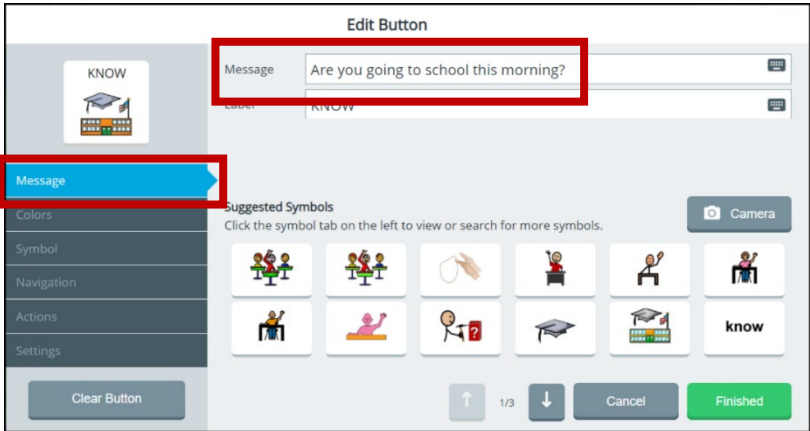 Edit Button
KNOW
Message
Are you going to school this morning?
Label
KNOW
Message
Colors
Symbol
Navigation
Actions
Settings
Clear Button
Suggested Symbols
Click the symbol tab on the left to view or search for more symbols.
Camera
know
1/3
Cancel
Finished